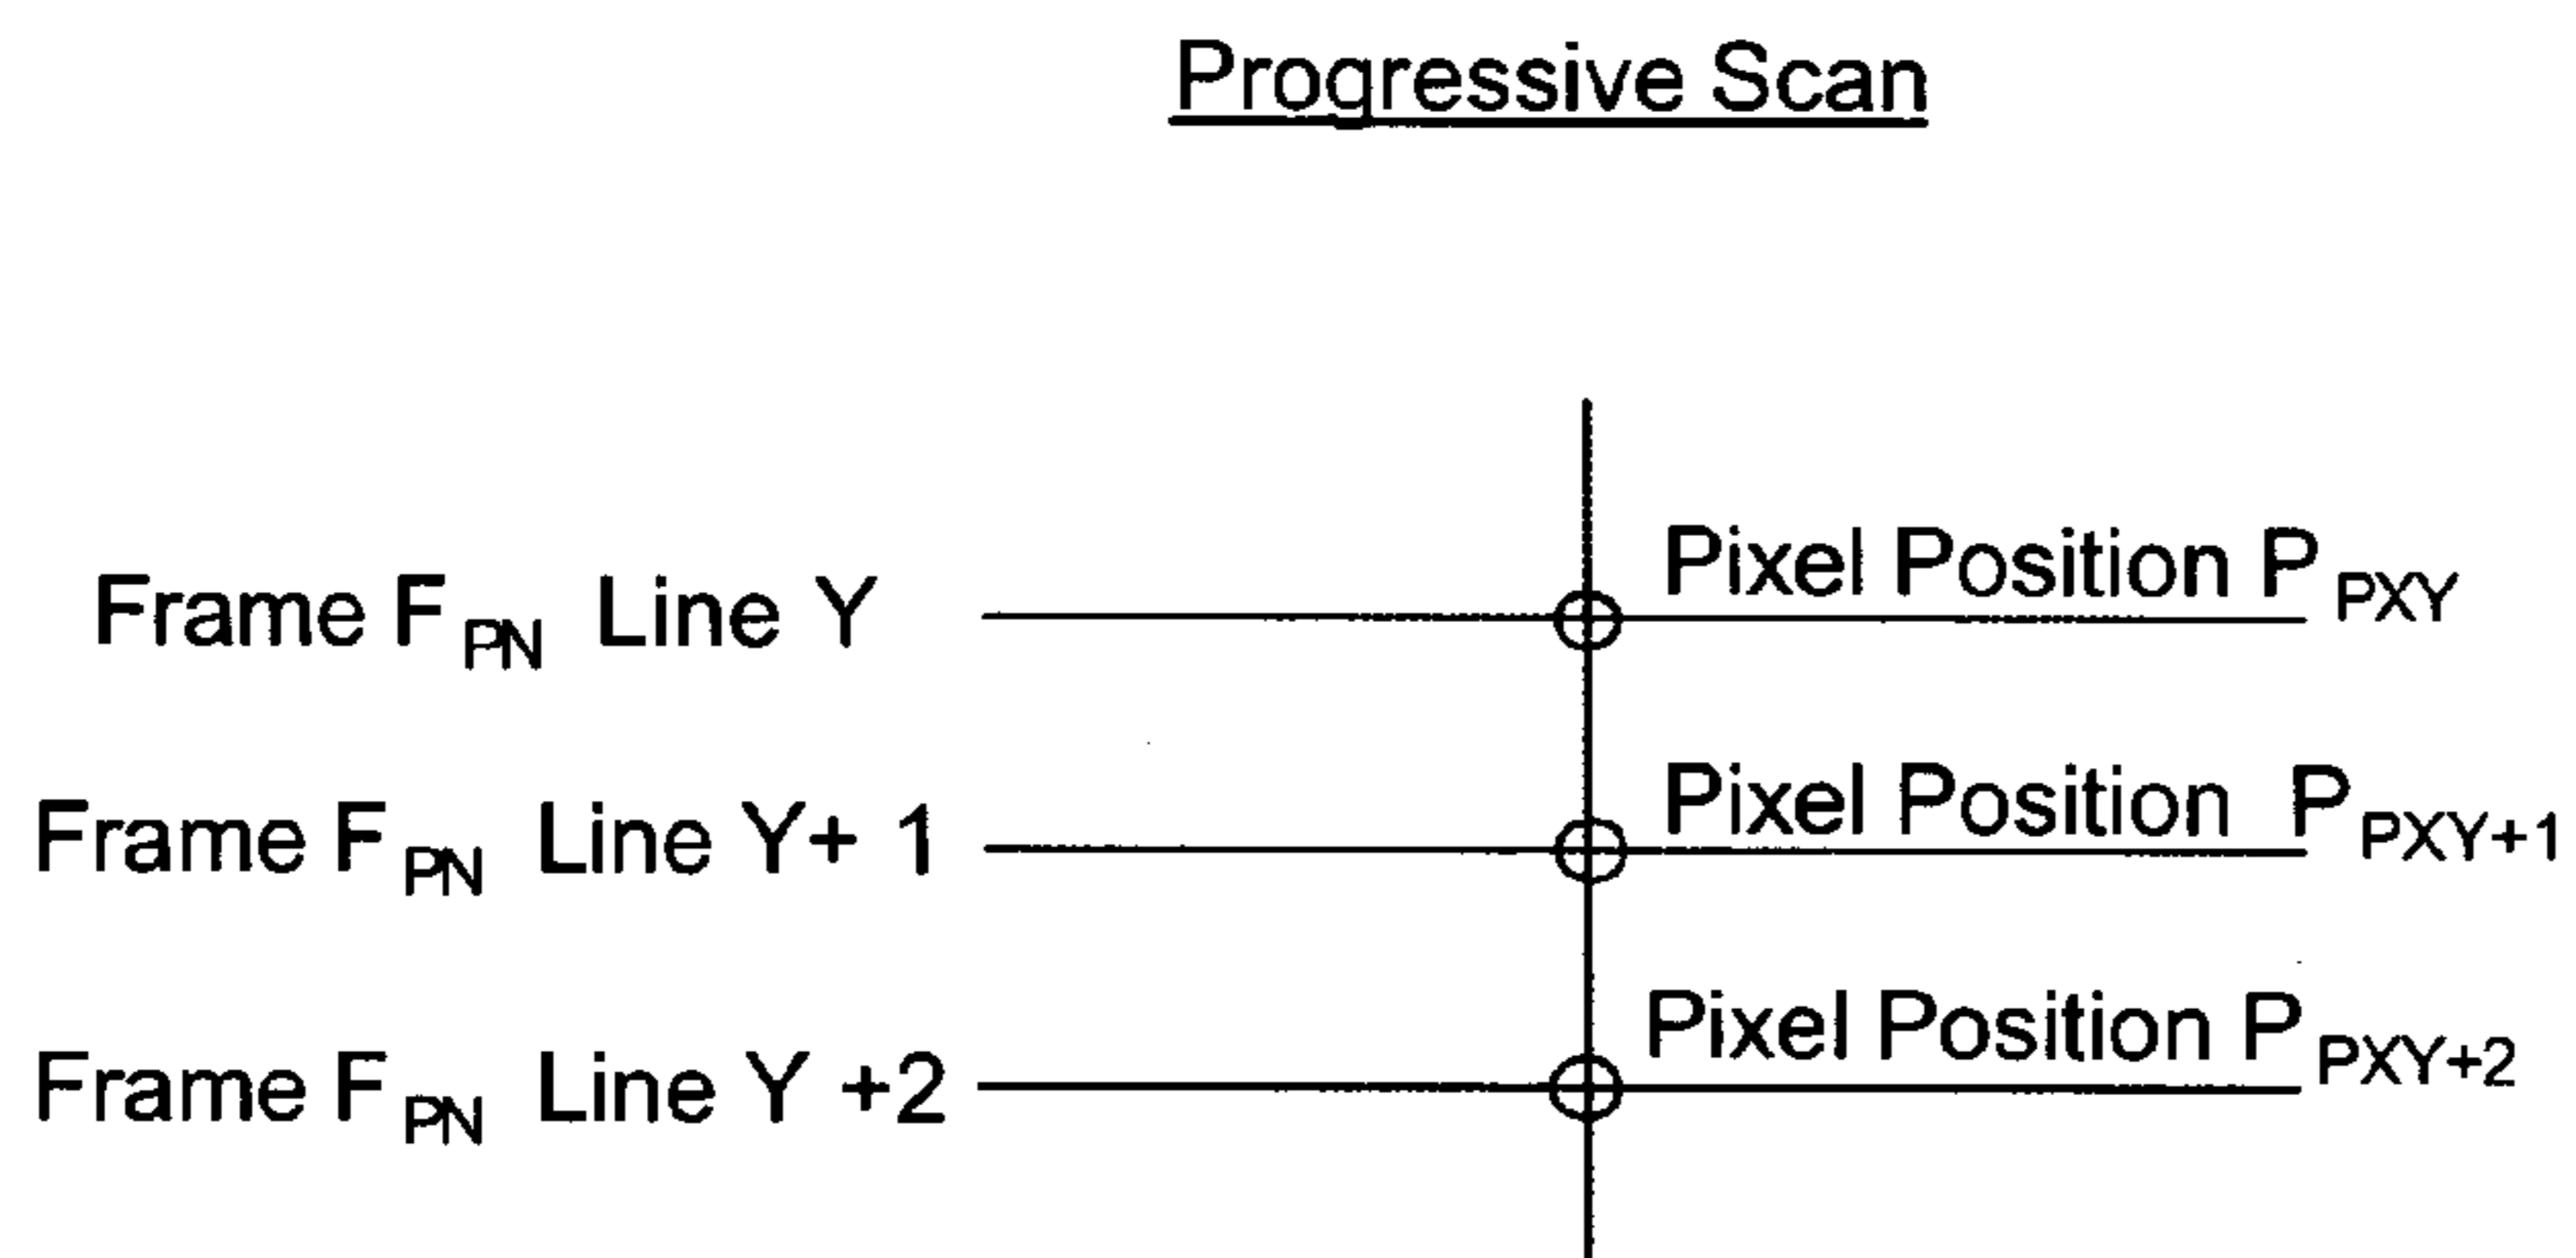 Progressive Scan
Frame F PN Line Y Pixel Position P PXY
Frame F PN Line Y+ 1 Pixel Position P PXY+1
Frame F PN Line Y +2 Pixel Position P PXY+2